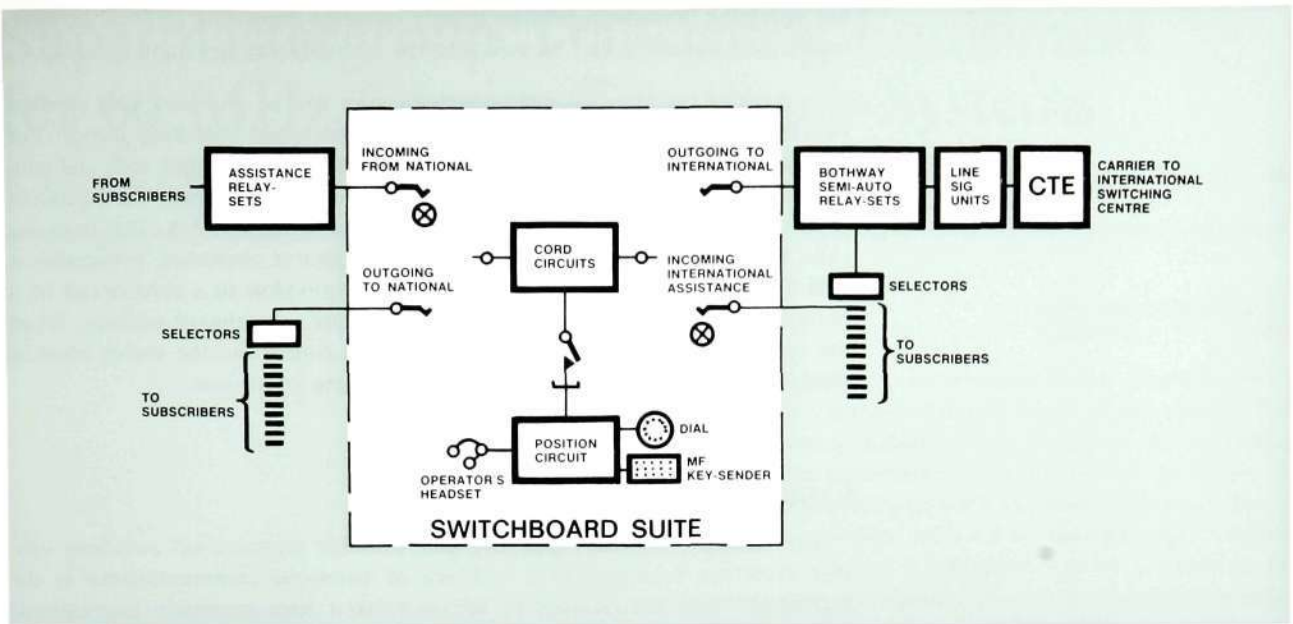 FROM
SUBSCRIBERS
ASSISTANCE
RELAY-
SETS
INCOMING
FROM NATIONAL
OUTGOING
TO NATIONAL
SELECTORS
TO
SUBSCRIBERS
CORD
CIRCUITS
POSITION
CIRCUIT
OPERATOR'S
HEADSET
DIAL
MF
KEY-SENDER
SWITCHBOARD SUITE
OUTGOING TO
INTERNATIONAL
INCOMING
INTERNATIONAL
ASSISTANCE
BOTHWAY
SEMI-AUTO
RELAY-SETS
LINE
SIG
UNITS
CTE
CARRIER TO
INTERNATIONAL
SWITCHING
CENTRE
SELECTORS
TO
SUBSCRIBERS